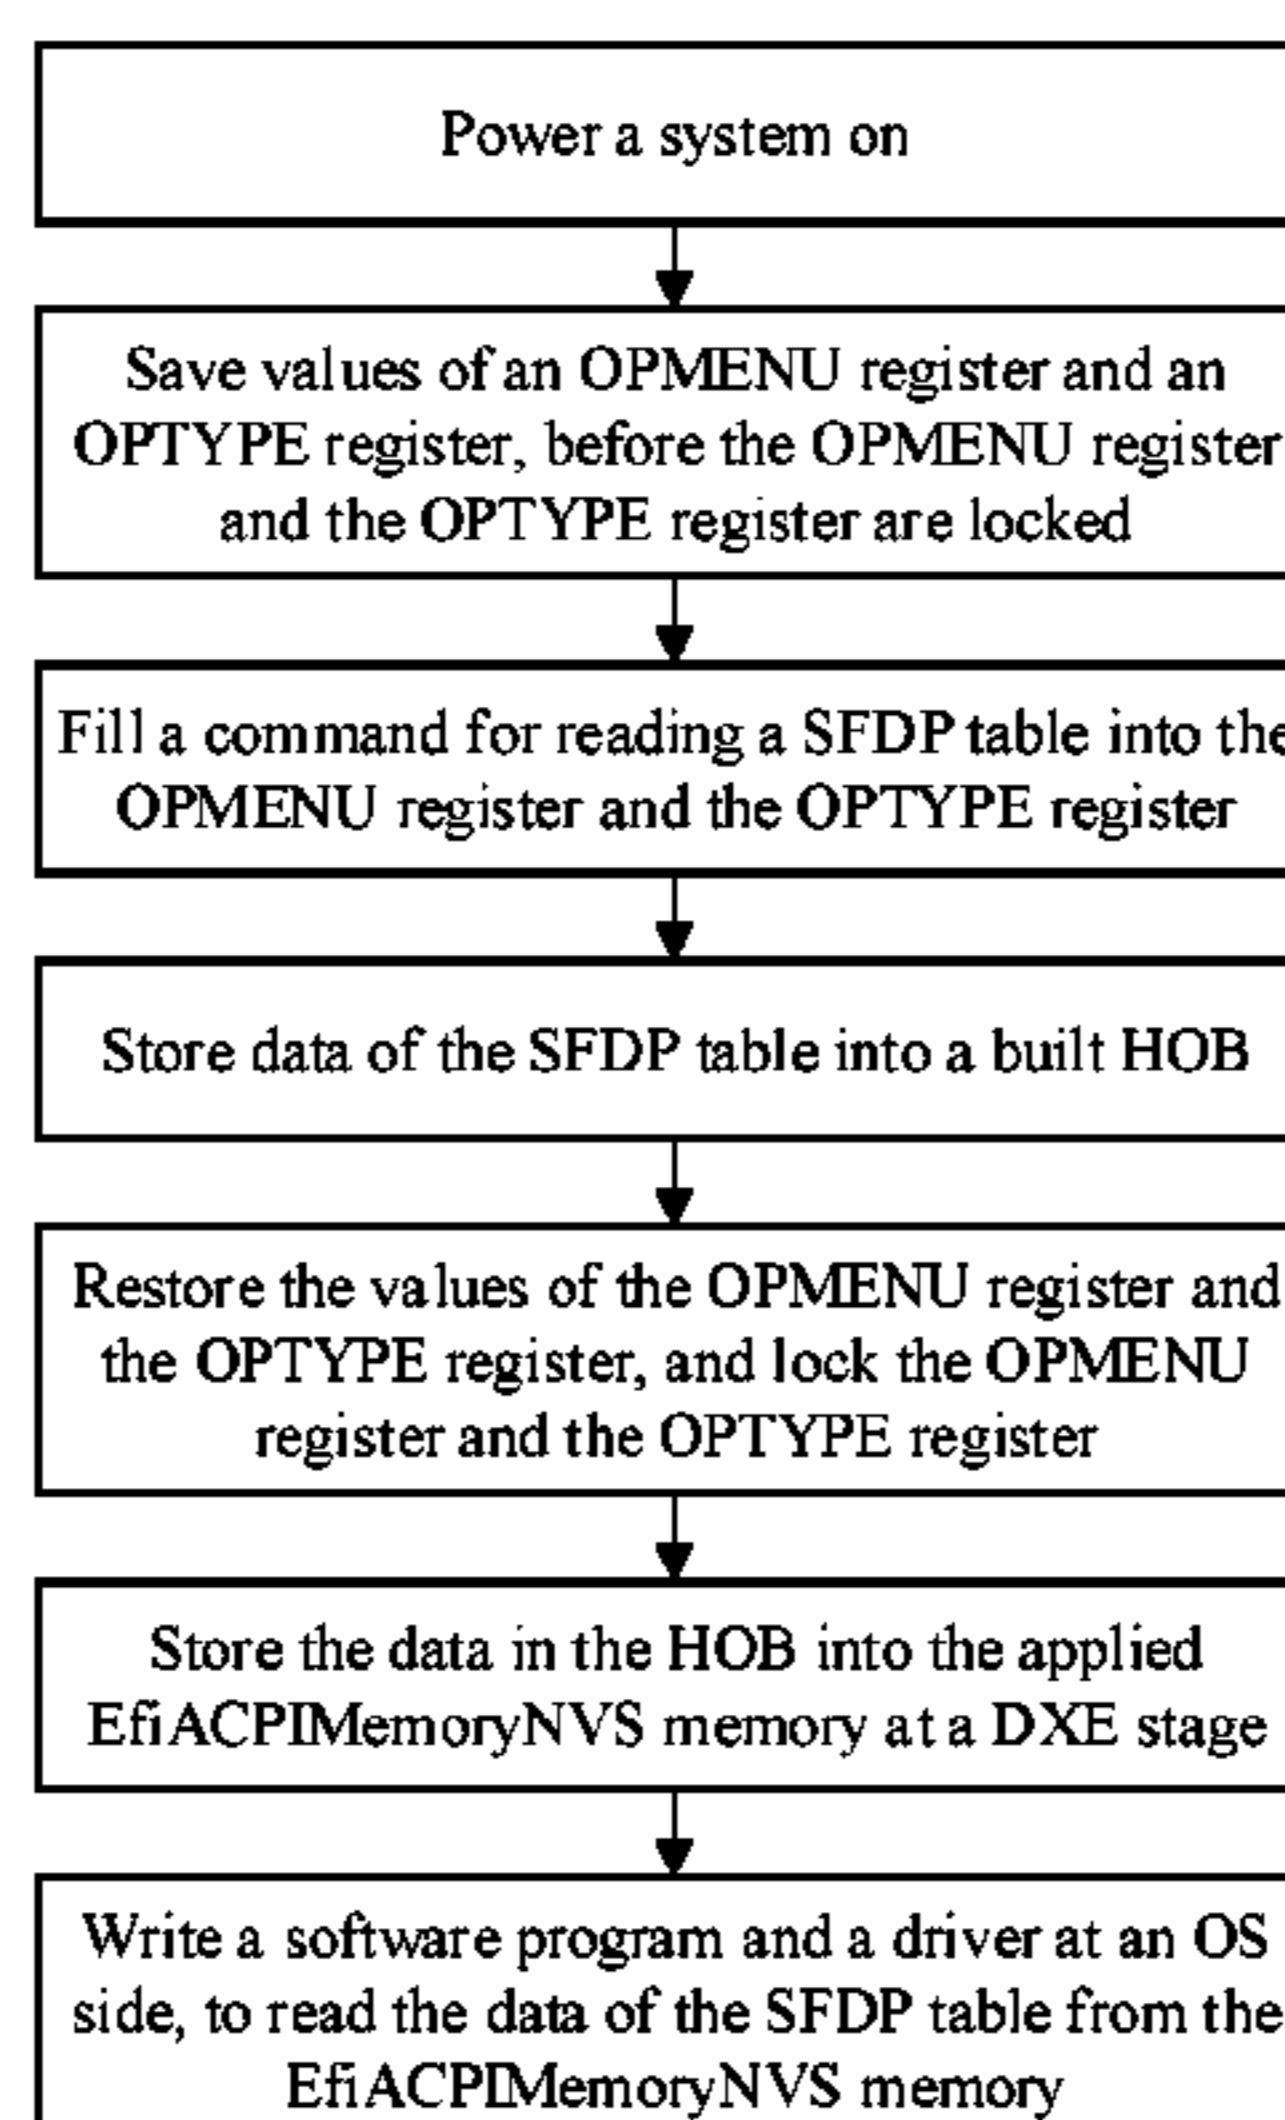 Power a system on
Save values of an OPMENU register and an
OPTYPE register, before the OPMENU register
and the OPTYPE register are locked
Fill a command for reading a SFDP table into the
OPMENU register and the OPTYPE register
Store data of the SFDP table into a built HOB
Restore the values of the OPMENU register and
the OPTYPE register, and lock the OPMENU
register and the OPTYPE register
Store the data in the HOB into the applied
EfiACPIMemoryNVS memory at a DXE stage
Write a software program and a driver at an OS
side, to read the data of the SFDP table from the
EfiACPIMemoryNVS memory